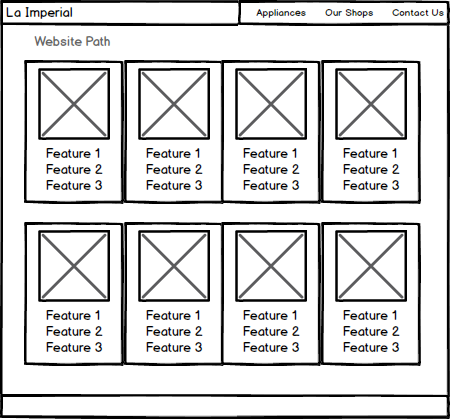 La Imperial
Appliances Our Shops Contact Us
Website Path
Feature 1 Feature 1 Feature 1 Feature 1
Feature 2 Feature 2 Feature 2 Feature 2
Feature 3 Feature 3 Feature 3 Feature 3
Feature 1 Feature 1 Feature 1 Feature 1
Feature 2 Feature 2 Feature 2 Feature 2
Feature 3 Feature 3 Feature 3 Feature 3